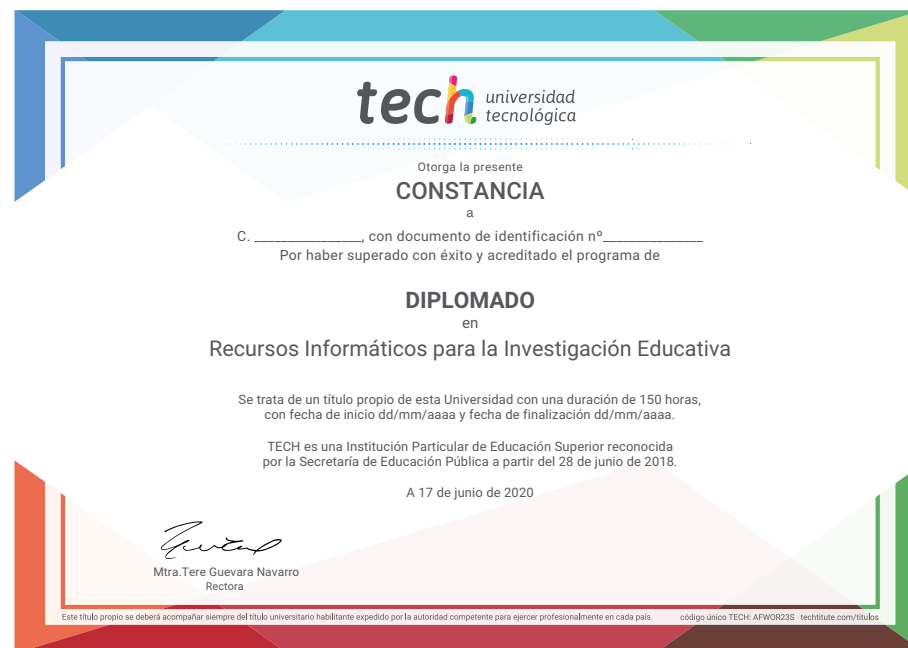 tech universidad
tecnológica
Otorga la presente
CONSTANCIA
a
C. ________________, con documento de identificación nº_______________
Por haber superado con éxito y acreditado el programa de
DIPLOMADO
en
Recursos Informáticos para la Investigación Educativa
Se trata de un título propio de esta Universidad con una duración de 150 horas,
con fecha de inicio dd/mm/aaaa y fecha de finalización dd/mm/aaaa.
TECH es una Institución Particular de Educación Superior reconocida
por la Secretaría de Educación Pública a partir del 28 de junio de 2018.
A 17 de junio de 2020
Mtra.Tere Guevara Navarro
Rectora
Este título propio se deberá acompañar siempre del título universitario habilitante expedido por la autoridad competente para ejercer profesionalmente en cada país. código único TECH: AFWOR23S techtitute.com/titulos